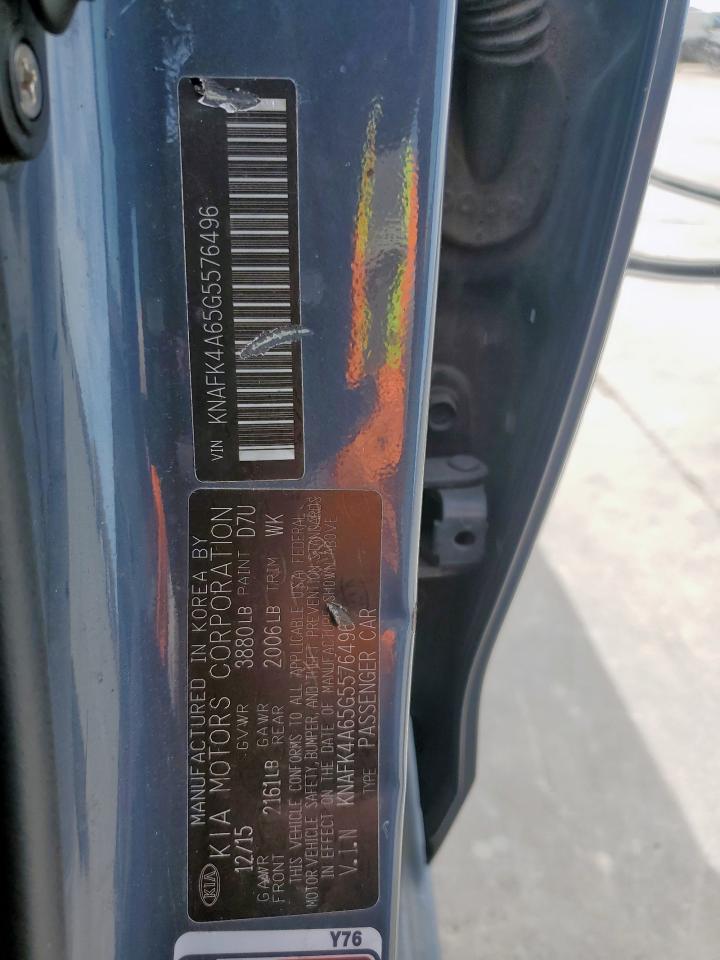 VIN KNAFK4A65G5576496
KIA
MANUFACTURED IN KOREA BY
KIA MOTORS CORPORATION
12/15 GVWR 3880LB PAINT D7U
GAWR FRONT 2161LB GAWR REAR 2006LB TRIM WK
THIS VEHICLE CONFORMS TO ALL APPLICABLE USA FEDERAL
MOTOR VEHICLE SAFETY, BUMPER, AND THEFT PREVENTION STANDARDS
IN EFFECT ON THE DATE OF MANUFACTURE SHOWN ABOVE
V.I.N KNAFK4A65G5576496
TYPE PASSENGER CAR
Y76